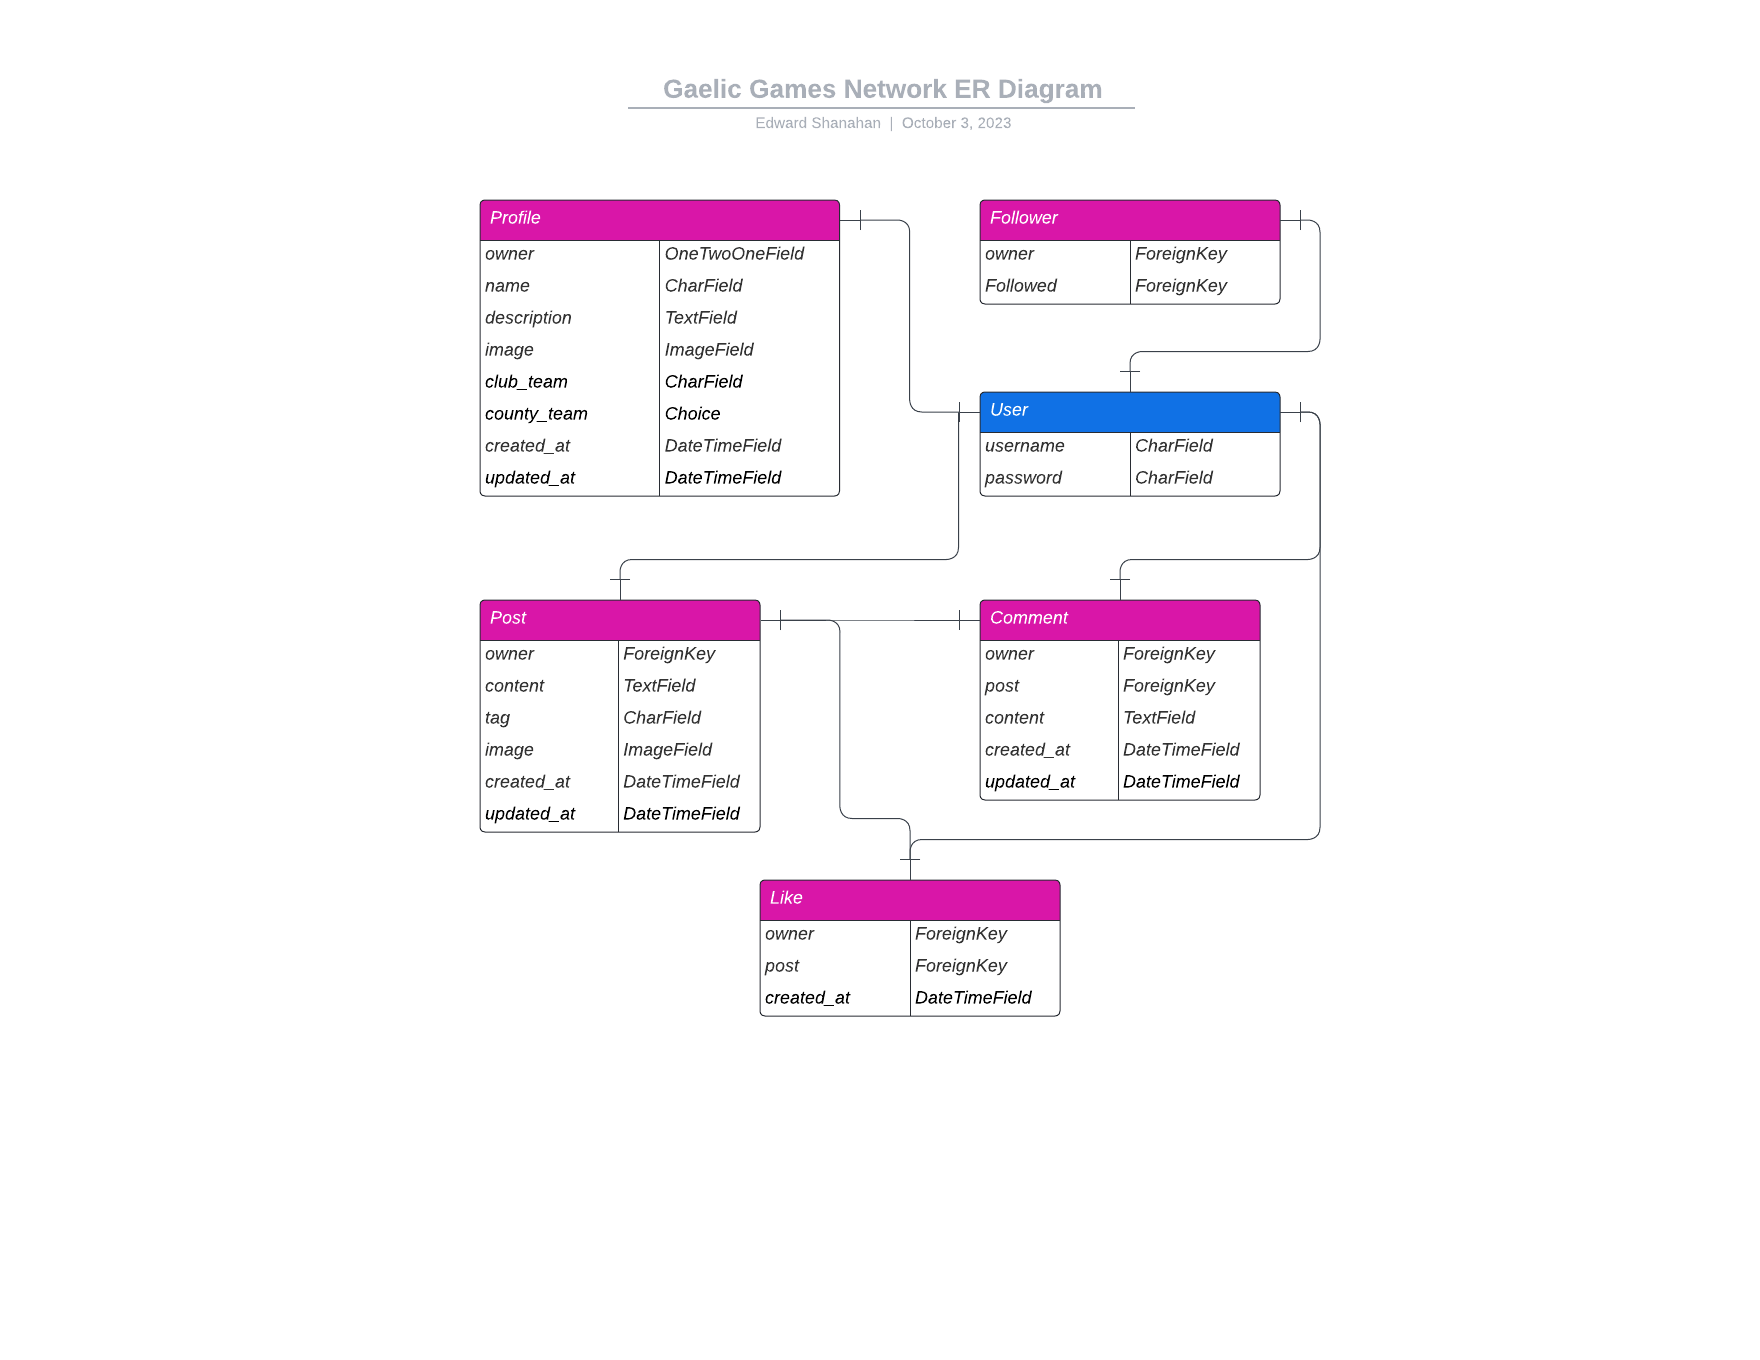 Gaelic Games Network ER Diagram
Edward Shanahan | October 3, 2023
Profile
owner OneTwoOneField
name CharField
description TextField
image ImageField
club_team CharField
county_team Choice
created_at DateTimeField
updated_at DateTimeField
Follower
owner ForeignKey
Followed ForeignKey
User
username CharField
password CharField
Post
owner ForeignKey
content TextField
tag CharField
image ImageField
created_at DateTimeField
updated_at DateTimeField
Comment
owner ForeignKey
post ForeignKey
content TextField
created_at DateTimeField
updated_at DateTimeField
Like
owner ForeignKey
post ForeignKey
created_at DateTimeField